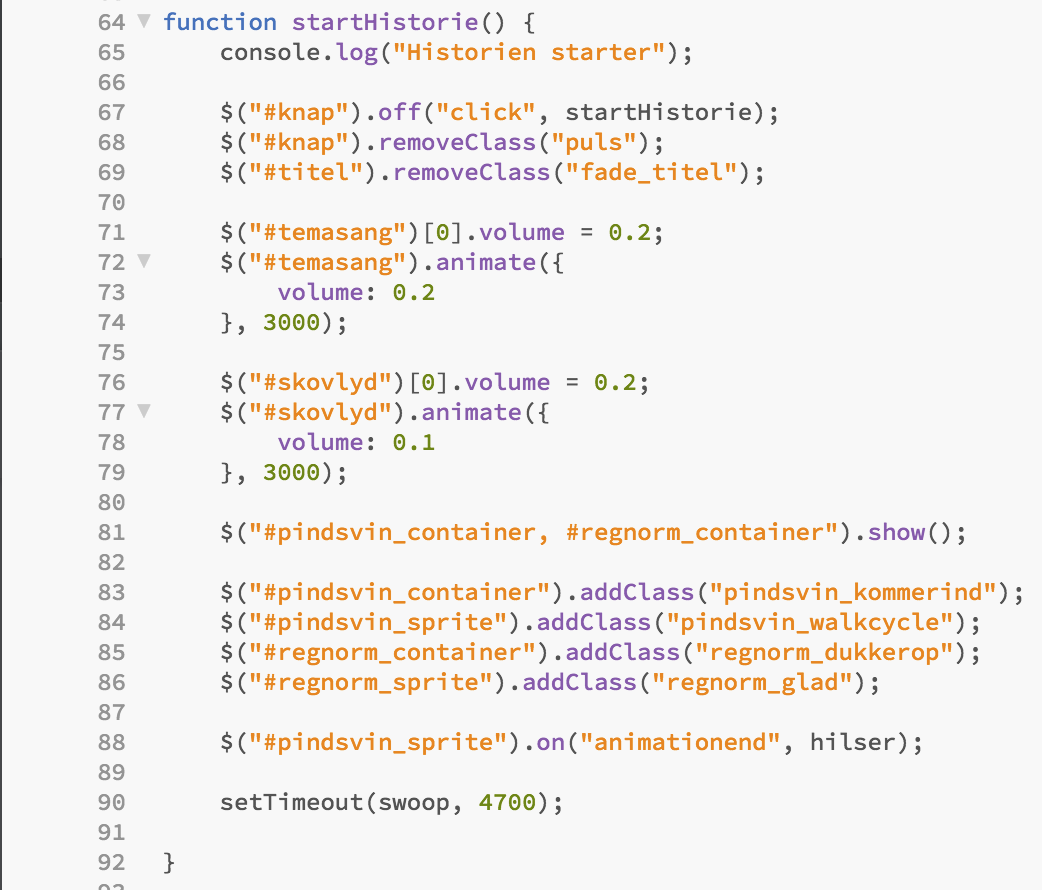 64 ▼ function startHistorie() {
65 console.log("Historien starter");
66
67 $("#knap").off("click", startHistorie);
68 $("#knap").removeClass("puls");
69 $("#titel").removeClass("fade_titel");
70
71 $("#temasang")[0].volume = 0.2;
72 ▼ $("#temasang").animate({
73 volume: 0.2
74 }, 3000);
75
76 $("#skovlyd")[0].volume = 0.2;
77 ▼ $("#skovlyd").animate({
78 volume: 0.1
79 }, 3000);
80
81 $("#pindsvin_container, #regnorm_container").show();
82
83 $("#pindsvin_container").addClass("pindsvin_kommerind");
84 $("#pindsvin_sprite").addClass("pindsvin_walkcycle");
85 $("#regnorm_container").addClass("regnorm_dukkerop");
86 $("#regnorm_sprite").addClass("regnorm_glad");
87
88 $("#pindsvin_sprite").on("animationend", hilser);
89
90 setTimeout(swoop, 4700);
91
92 }